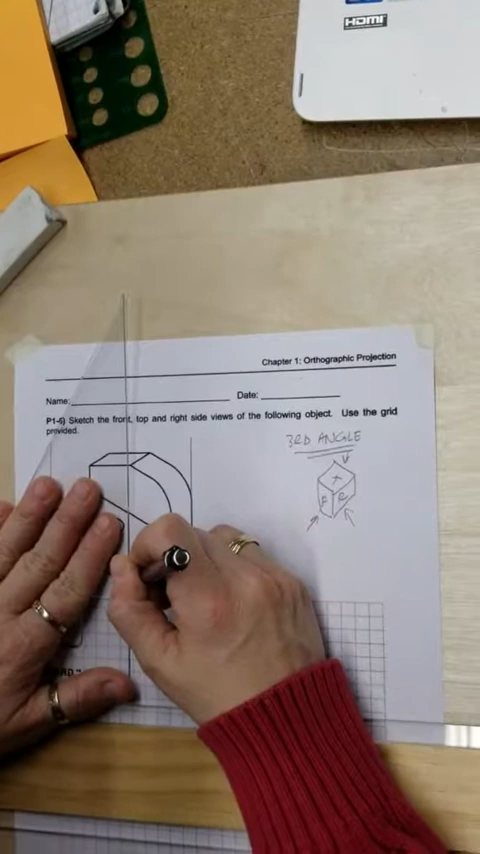 HDMI
Chapter 1: Orthographic Projection
Name: Date:
P1-6) Sketch the front, top and right side views of the following object. Use the grid
provided.
3RD ANGLE
T
F R